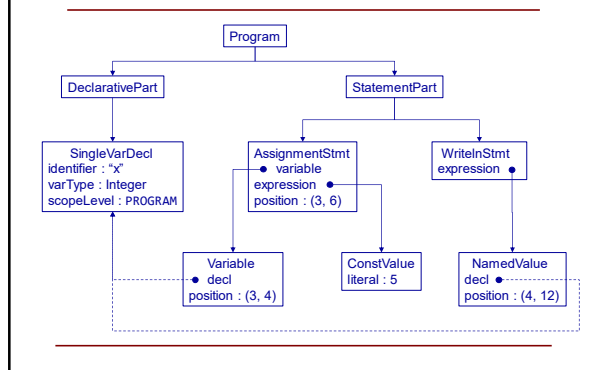 Program
DeclarativePart
StatementPart
SingleVarDecl
identifier : “x”
varType : Integer
scopeLevel : PROGRAM
AssignmentStmt
variable
expression
position : (3, 6)
WritelnStmt
expression
Variable
decl
position : (3, 4)
ConstValue
literal : 5
NamedValue
decl
position : (4, 12)